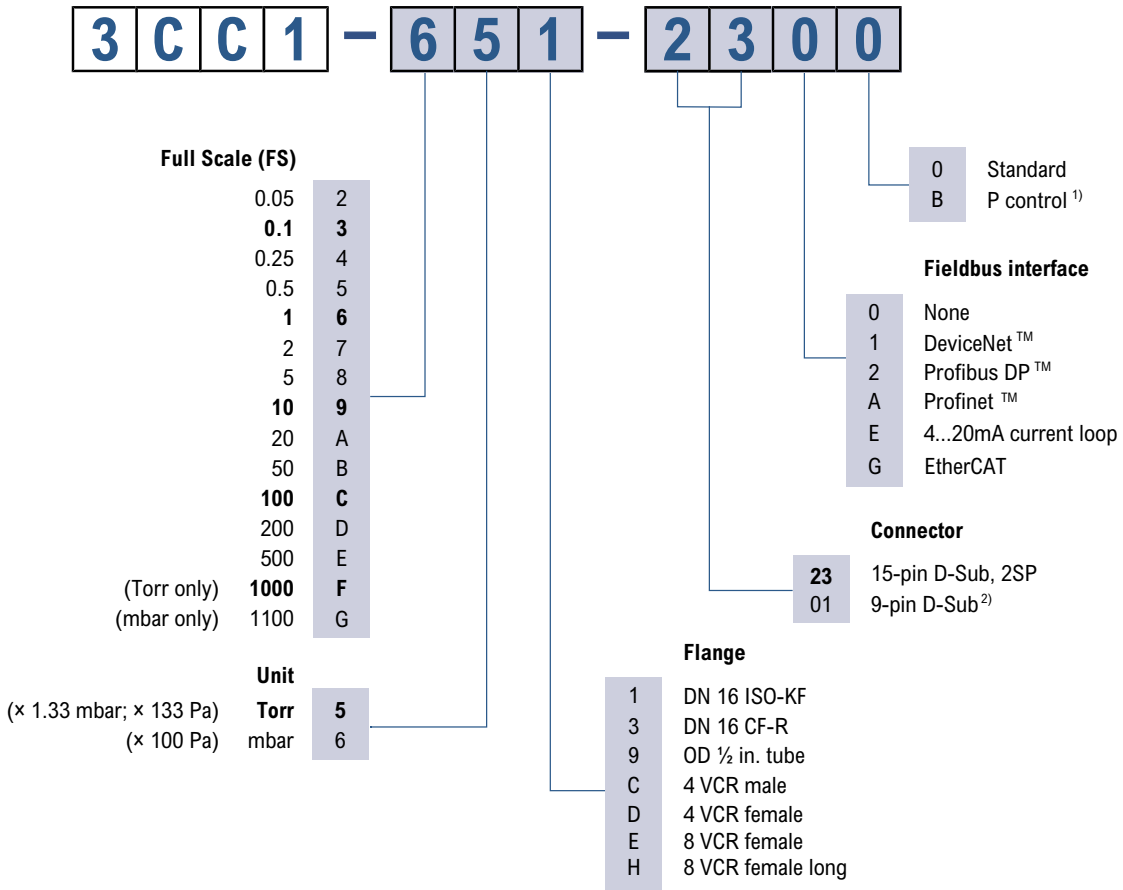 3CC1 – 651 – 2300
0 Standard
B P control 1)
Full Scale (FS)
0.05 2
0.1 3
0.25 4
0.5 5
1 6
2 7
5 8
10 9
20 A
50 B
100 C
200 D
500 E
(Torr only) 1000 F
(mbar only) 1100 G
Fieldbus interface
0 None
1 DeviceNet ™
2 Profibus DP ™
A Profinet ™
E 4...20mA current loop
G EtherCAT
Connector
23 15-pin D-Sub, 2SP
01 9-pin D-Sub 2)
Unit
(× 1.33 mbar; × 133 Pa) Torr 5
(× 100 Pa) mbar 6
Flange
1 DN 16 ISO-KF
3 DN 16 CF-R
9 OD ½ in. tube
C 4 VCR male
D 4 VCR female
E 8 VCR female
H 8 VCR female long